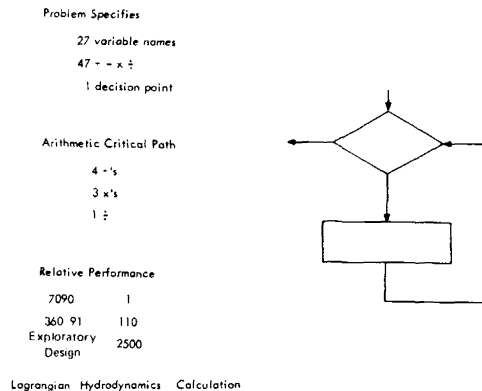 Problem Specifies
27 variable names
47 + - x ÷
1 decision point
Arithmetic Critical Path
4 +'s
3 x's
1 ÷
Relative Performance
7090 1
360 91 110
Exploratory Design 2500
Lagrangian Hydrodynamics Calculation